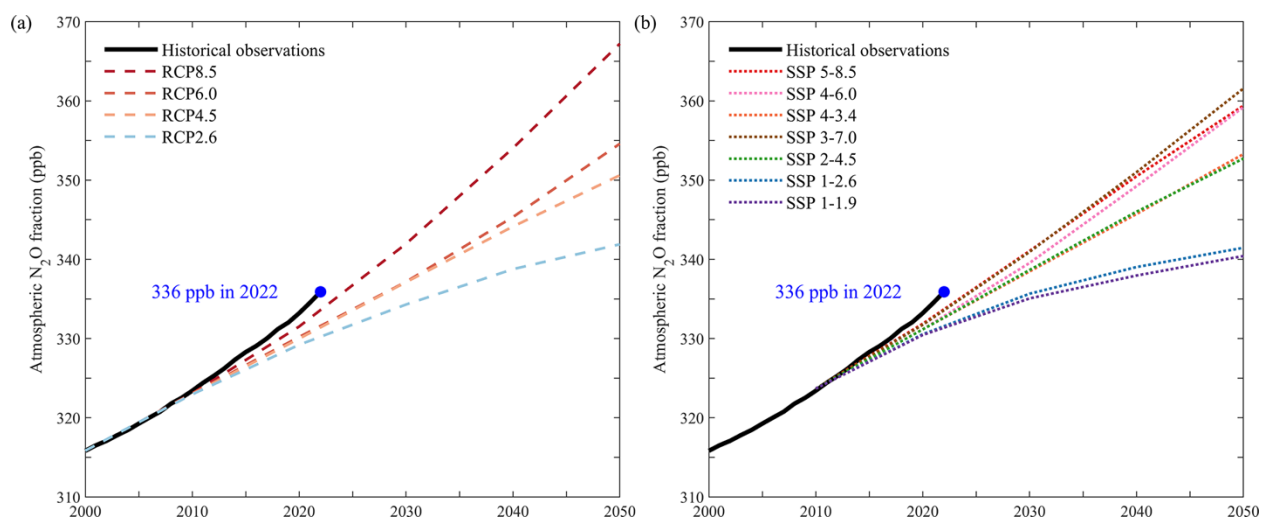 (a)
Atmospheric N₂O fraction (ppb)
370
360
350
340
330
320
310
Historical observations
RCP8.5
RCP6.0
RCP4.5
RCP2.6
336 ppb in 2022
2000
2010
2020
2030
2040
2050
(b)
Atmospheric N₂O fraction (ppb)
370
360
350
340
330
320
310
Historical observations
SSP 5-8.5
SSP 4-6.0
SSP 4-3.4
SSP 3-7.0
SSP 2-4.5
SSP 1-2.6
SSP 1-1.9
336 ppb in 2022
2000
2010
2020
2030
2040
2050